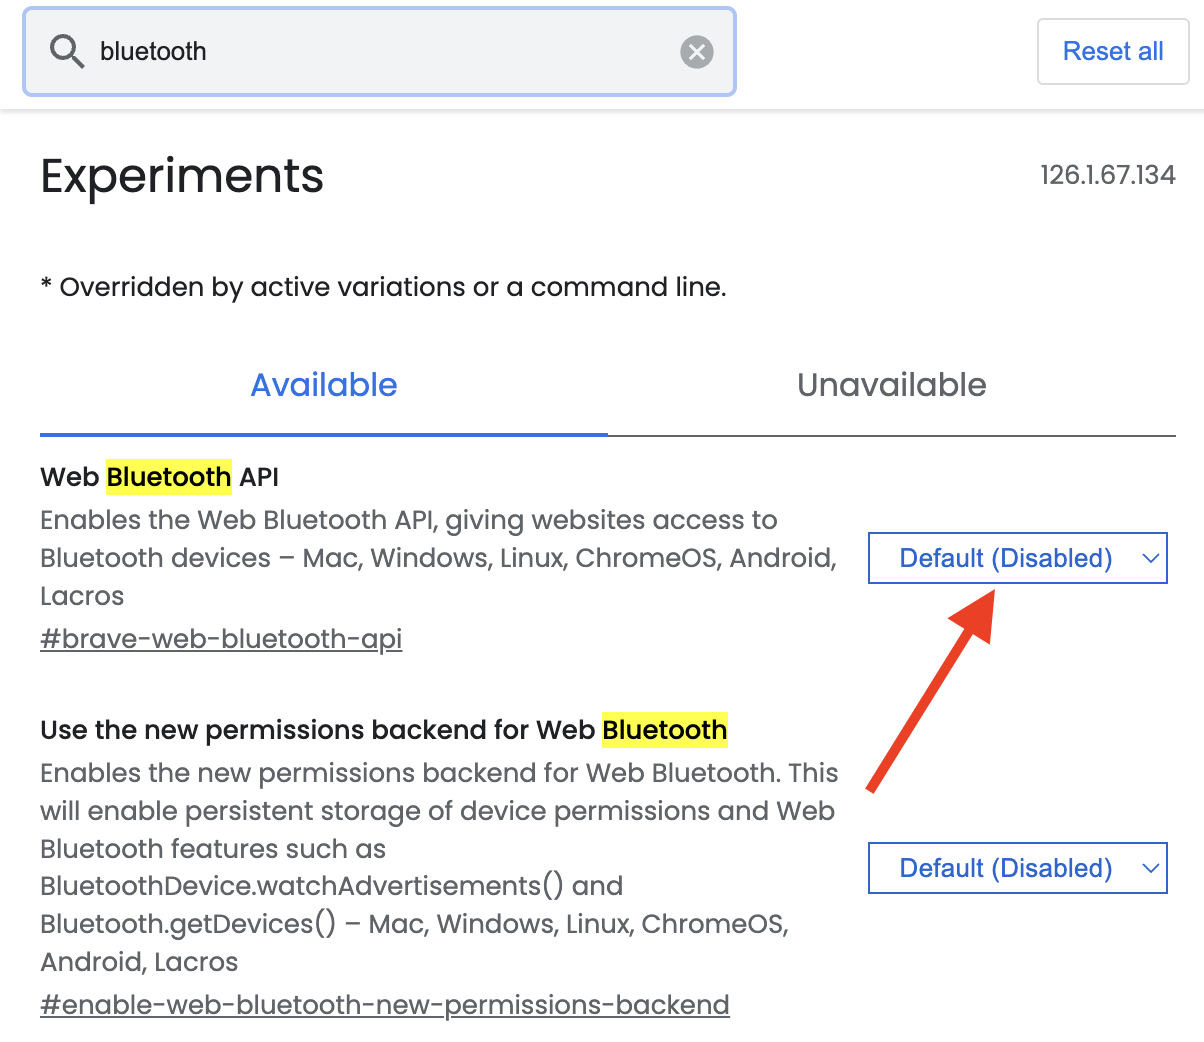 bluetooth
Reset all
Experiments
126.1.67.134
* Overridden by active variations or a command line.
Available
Unavailable
Web Bluetooth API
Enables the Web Bluetooth API, giving websites access to
Bluetooth devices – Mac, Windows, Linux, ChromeOS, Android,
Lacros
#brave-web-bluetooth-api
Default (Disabled)
Use the new permissions backend for Web Bluetooth
Enables the new permissions backend for Web Bluetooth. This
will enable persistent storage of device permissions and Web
Bluetooth features such as
BluetoothDevice.watchAdvertisements() and
Bluetooth.getDevices() – Mac, Windows, Linux, ChromeOS,
Android, Lacros
#enable-web-bluetooth-new-permissions-backend
Default (Disabled)